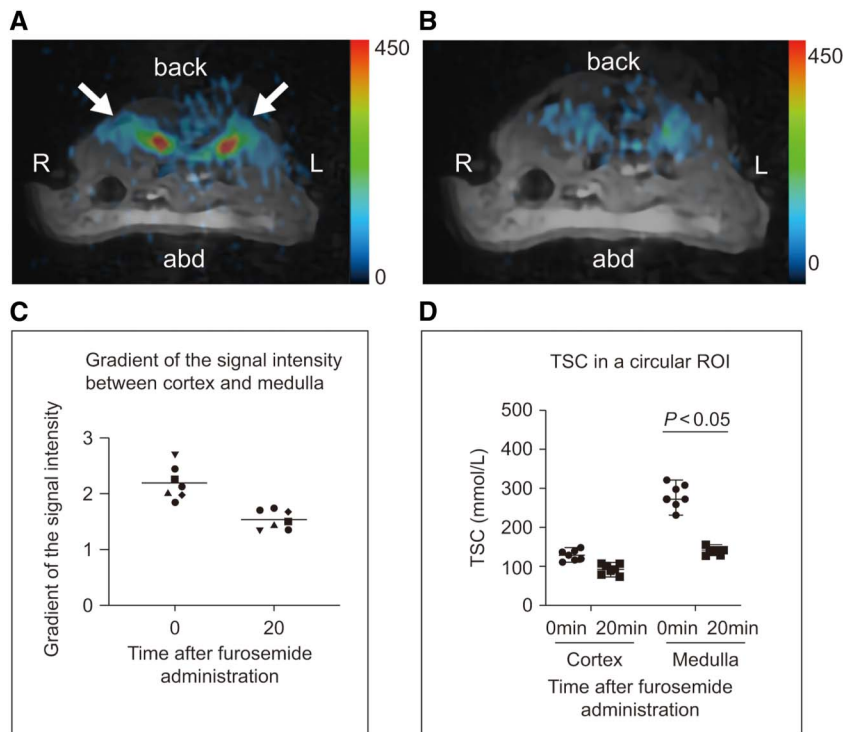 A
back
450
R
L
abd
0
B
back
450
R
L
abd
0
C
Gradient of the signal intensity
between cortex and medulla
Gradient of the signal intensity
3
2
1
0
0
20
Time after furosemide
administration
D
TSC in a circular ROI
TSC (mmol/L)
500
400
300
200
100
0
P < 0.05
0min 20min 0min 20min
Cortex Medulla
Time after furosemide
administration